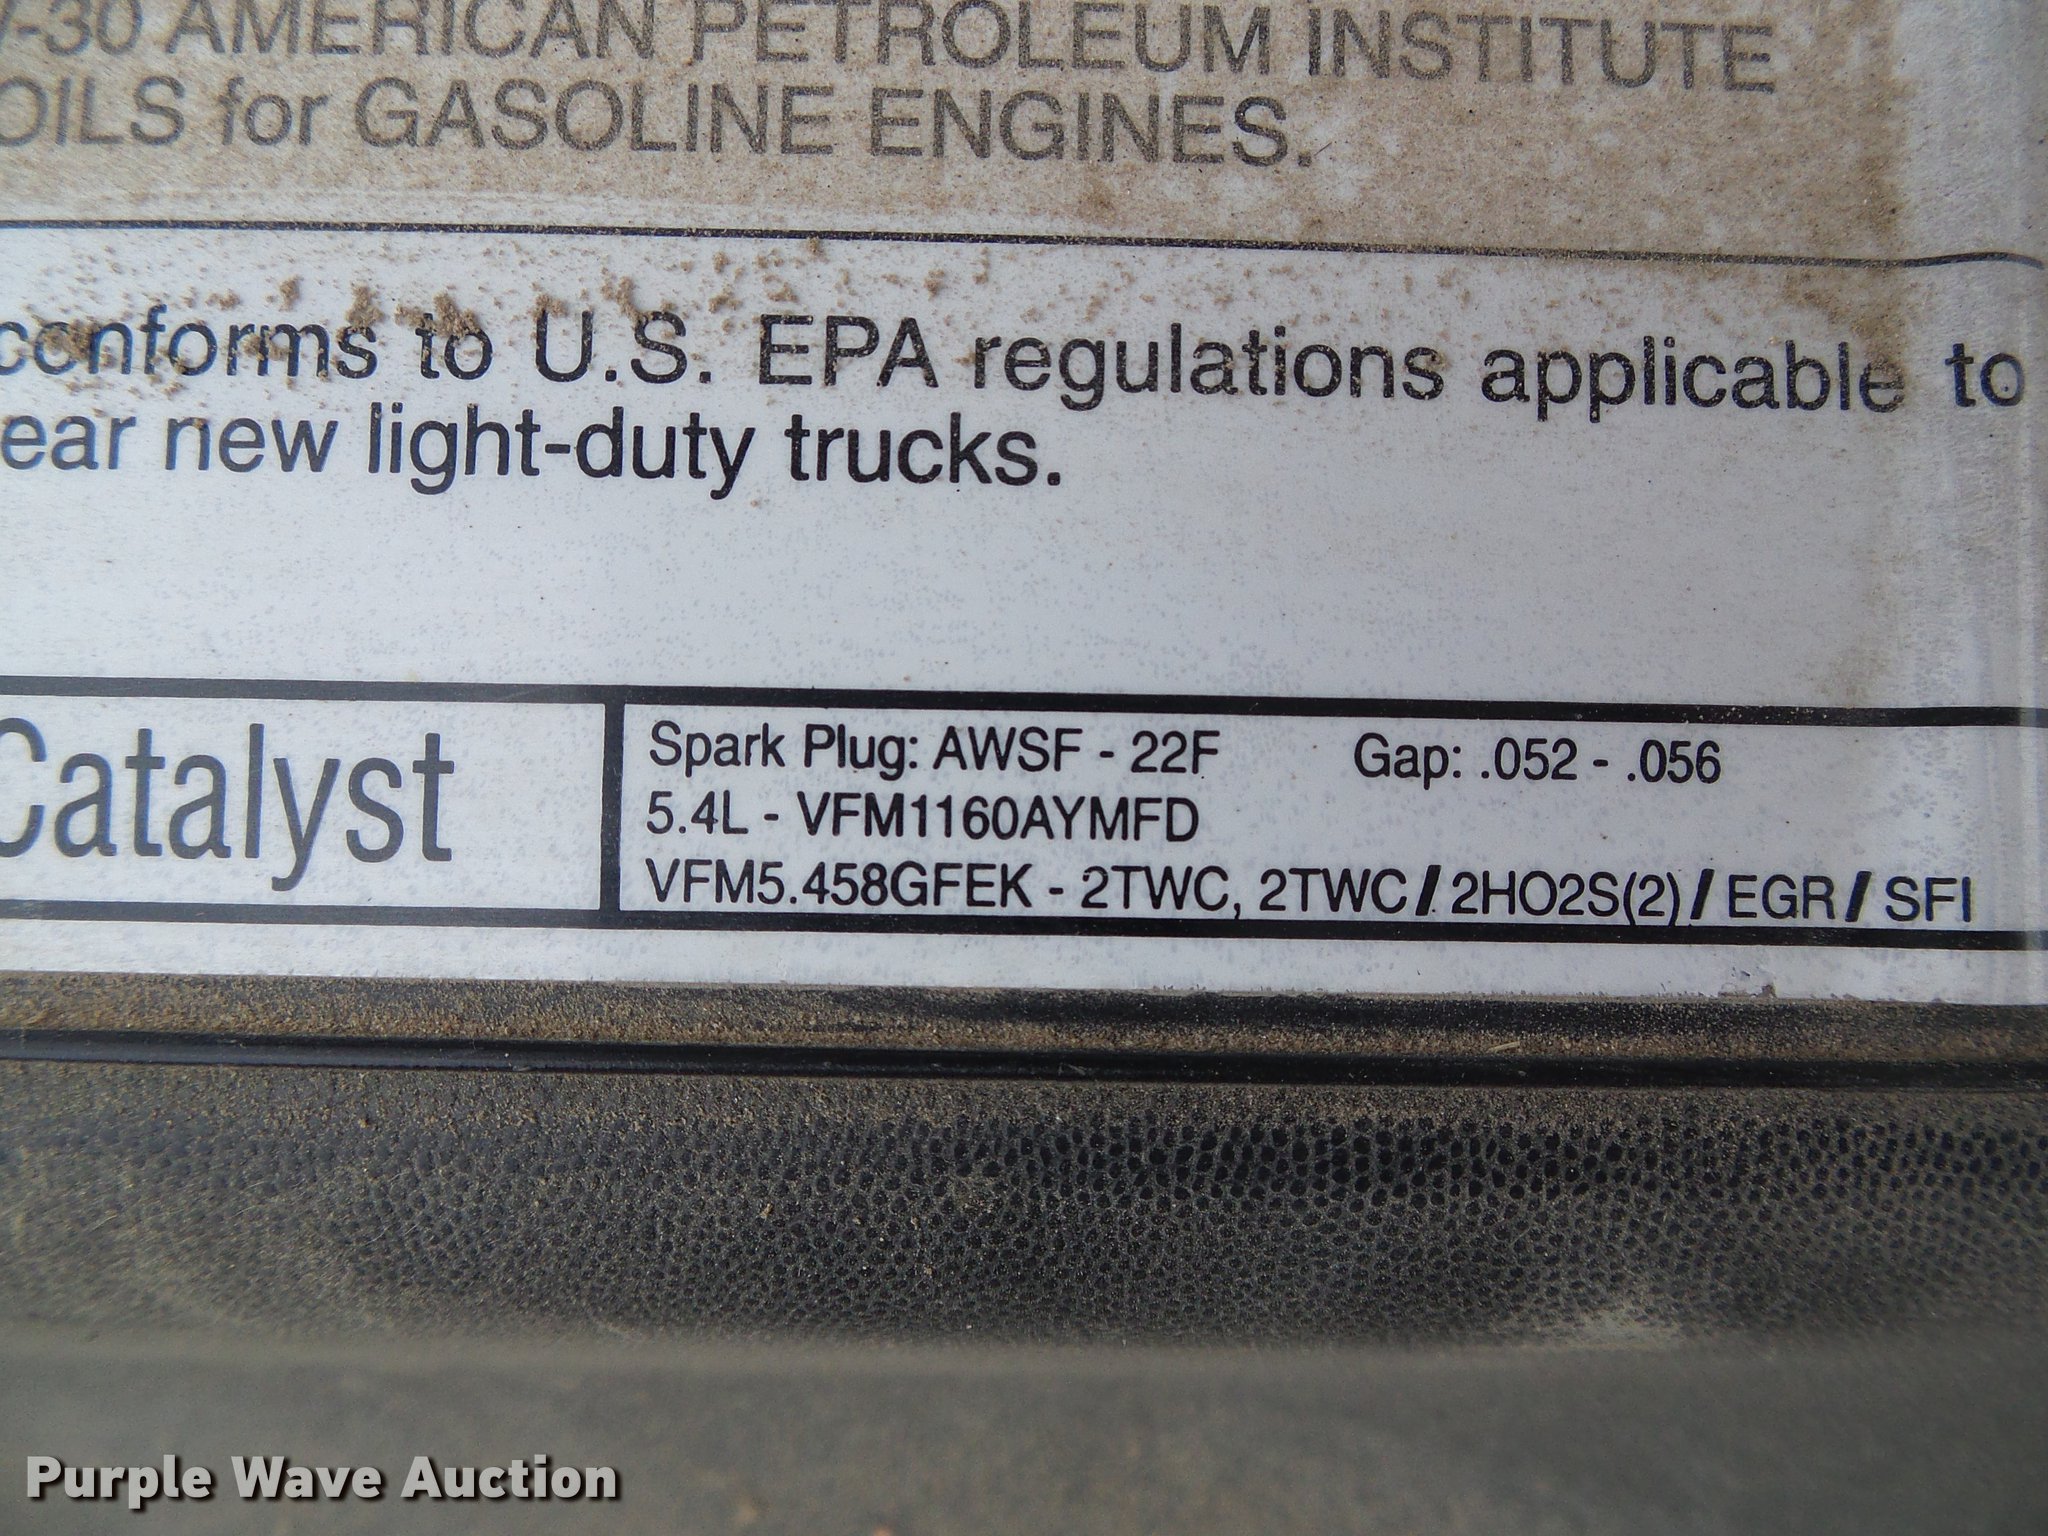 -30 AMERICAN PETROLEUM INSTITUTE
OILS for GASOLINE ENGINES.
conforms to U.S. EPA regulations applicable to
ear new light-duty trucks.
Catalyst
Spark Plug: AWSF - 22F Gap: .052 - .056
5.4L - VFM1160AYMFD
VFM5.458GFEK - 2TWC, 2TWC/ 2HO2S(2)/ EGR/ SFI
Purple Wave Auction